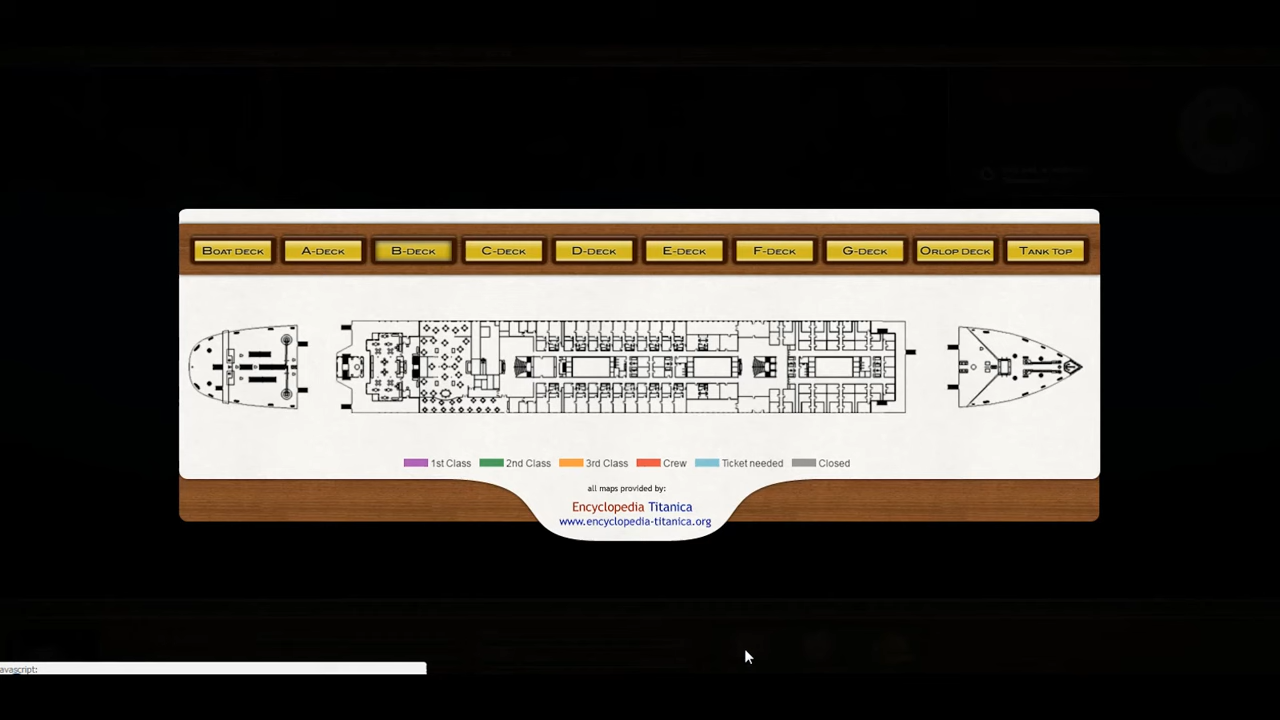 BOAT DECK A-DECK B-DECK C-DECK D-DECK E-DECK F-DECK G-DECK ORLOP DECK TANK TOP
1st Class 2nd Class 3rd Class Crew Ticket needed Closed
all maps provided by:
Encyclopedia Titanica
www.encyclopedia-titanica.org
avascript: